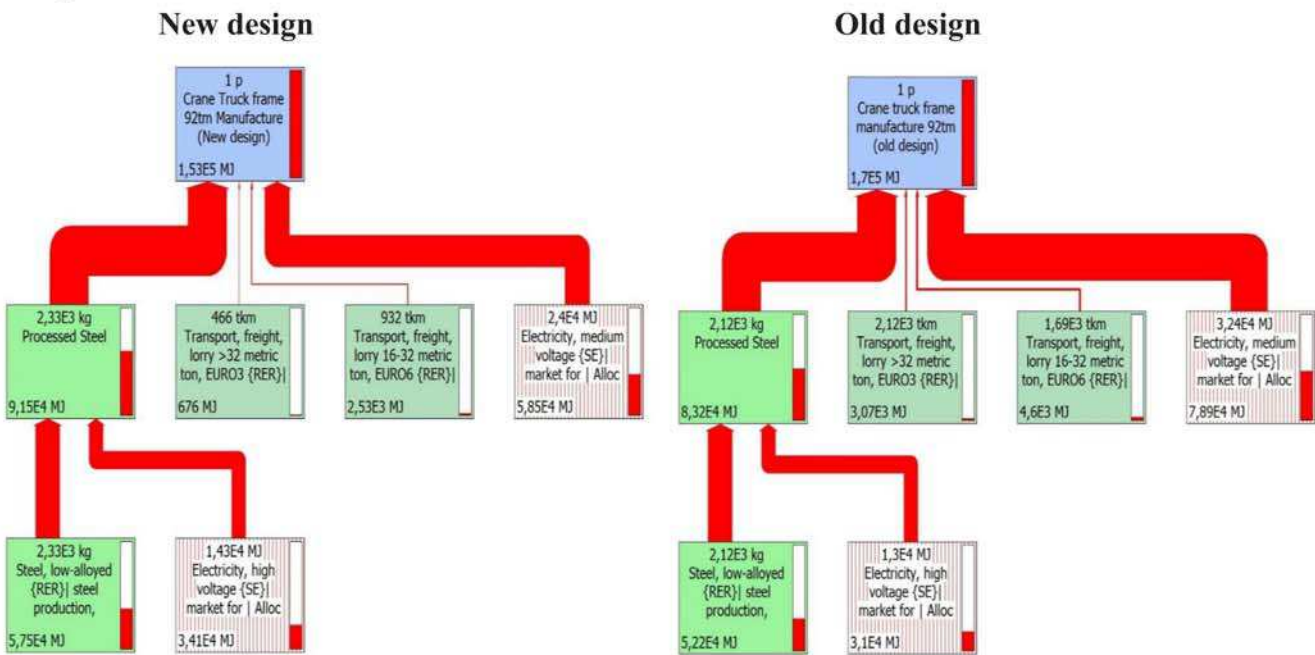 New design
Old design
1 p
Crane Truck frame
92tm Manufacture
(New design)
1,53E5 MJ
1 p
Crane truck frame
manufacture 92tm
(old design)
1,7E5 MJ
2,33E3 kg
Processed Steel
9,15E4 MJ
466 tkm
Transport, freight,
lorry >32 metric
ton, EURO3 {RER}|
676 MJ
932 tkm
Transport, freight,
lorry 16-32 metric
ton, EURO6 {RER}|
2,53E3 MJ
2,4E4 MJ
Electricity, medium
voltage {SE}|
market for | Alloc
5,85E4 MJ
2,12E3 kg
Processed Steel
8,32E4 MJ
2,12E3 tkm
Transport, freight,
lorry >32 metric
ton, EURO3 {RER}|
3,07E3 MJ
1,69E3 tkm
Transport, freight,
lorry 16-32 metric
ton, EURO6 {RER}|
4,6E3 MJ
3,24E4 MJ
Electricity, medium
voltage {SE}|
market for | Alloc
7,89E4 MJ
2,33E3 kg
Steel, low-alloyed
{RER}| steel
production,
5,75E4 MJ
1,43E4 MJ
Electricity, high
voltage {SE}|
market for | Alloc
3,41E4 MJ
2,12E3 kg
Steel, low-alloyed
{RER}| steel
production,
5,22E4 MJ
1,3E4 MJ
Electricity, high
voltage {SE}|
market for | Alloc
3,1E4 MJ